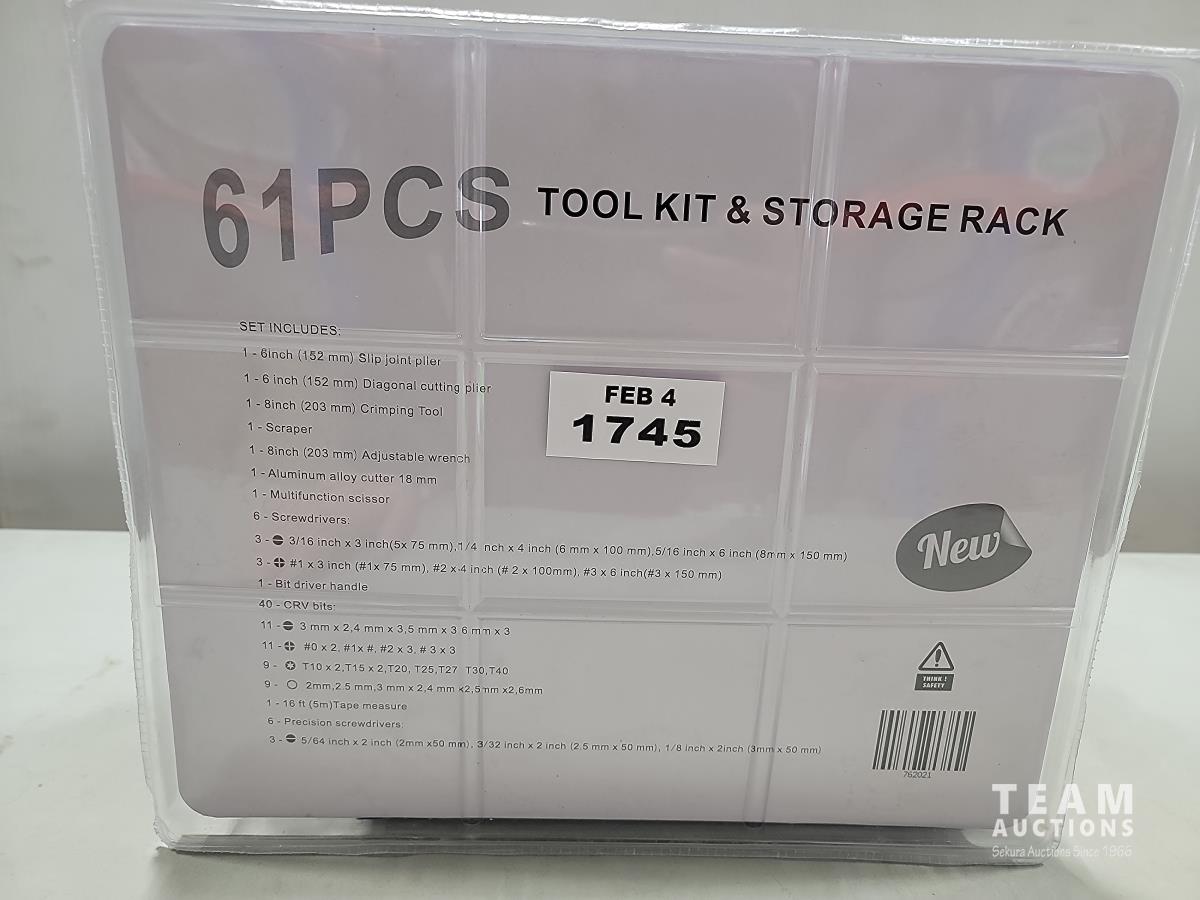 61PCS TOOL KIT & STORAGE RACK
SET INCLUDES:
1 - 6inch (152 mm) Slip joint plier
1 - 6 inch (152 mm) Diagonal cutting plier
1 - 8inch (203 mm) Crimping Tool
1 - Scraper
1 - 8inch (203 mm) Adjustable wrench
1 - Aluminum alloy cutter 18 mm
1 - Multifunction scissor
6 - Screwdrivers:
3 - 3/16 inch x 3 inch(5x 75 mm),1/4 inch x 4 inch (6 mm x 100 mm),5/16 inch x 6 inch (8mm x 150 mm)
3 - #1 x 3 inch (#1x 75 mm), #2 x 4 inch (# 2 x 100mm), #3 x 6 inch(#3 x 150 mm)
1 - Bit driver handle
40 - CRV bits:
11 - 3 mm x 2,4 mm x 3,5 mm x 3 6 mm x 3
11 - #0 x 2, #1x #, #2 x 3, # 3 x 3
9 - T10 x 2,T15 x 2,T20, T25,T27 T30,T40
9 - 2mm,2.5 mm,3 mm x 2,4 mm x2,5mm x2,6mm
1 - 16 ft (5m)Tape measure
6 - Precision screwdrivers:
3 - 5/64 inch x 2 inch (2mm x50 mm), 3/32 inch x 2 inch (2.5 mm x 50 mm), 1/8 inch x 2inch (3mm x 50 mm)
FEB 4
1745
New
THINK !
SAFETY
762021
TEAM
AUCTIONS
Sekura Auctions Since 1966